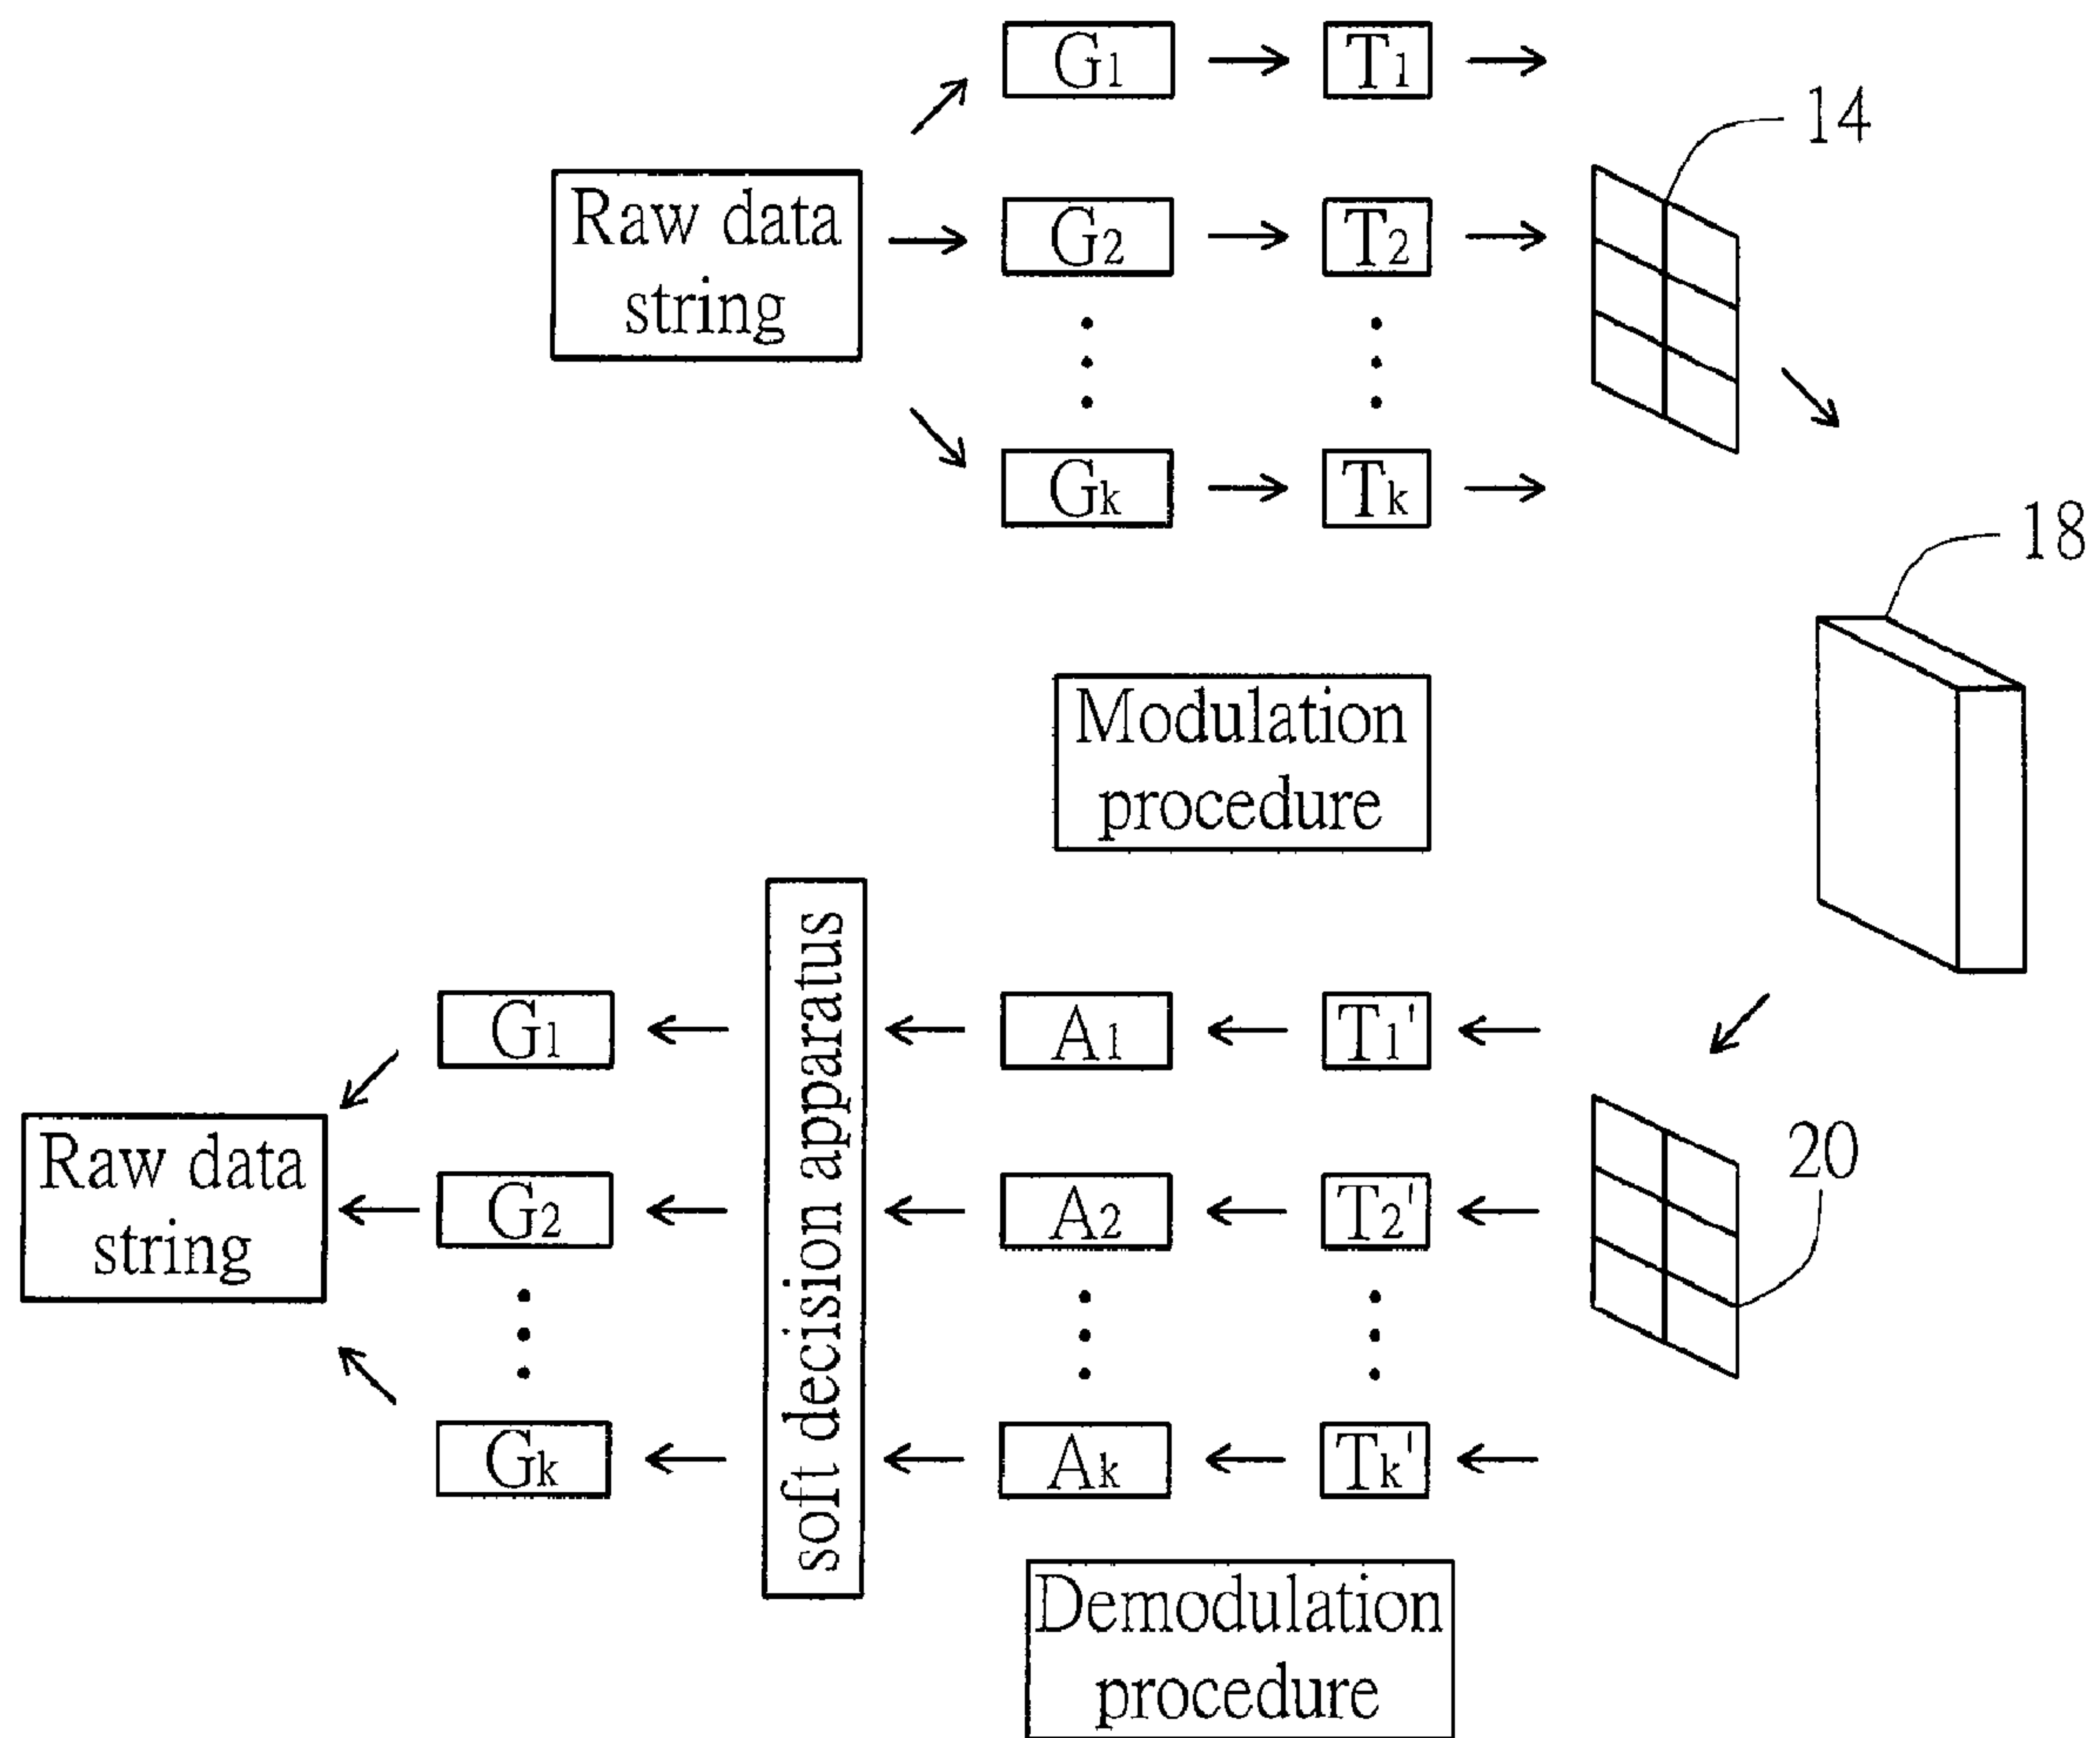 G1
T1
14
Raw data
string
G2
T2
Gk
Tk
18
Modulation
procedure
soft decision apparatus
G1
A1
T1'
Raw data
string
G2
A2
T2'
20
Gk
Ak
Tk'
Demodulation
procedure